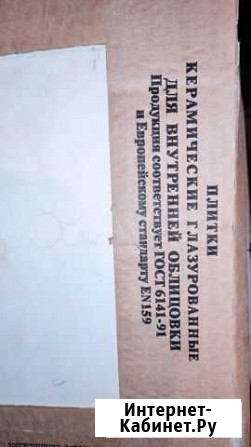 ПЛИТКИ
КЕРАМИЧЕСКИЕ ГЛАЗУРОВАННЫЕ
ДЛЯ ВНУТРЕННЕЙ ОБЛИЦОВКИ
Продукция соответствует ГОСТ 6141-91
и Европейскому стандарту EN159
Интернет-
Кабинет.Ру